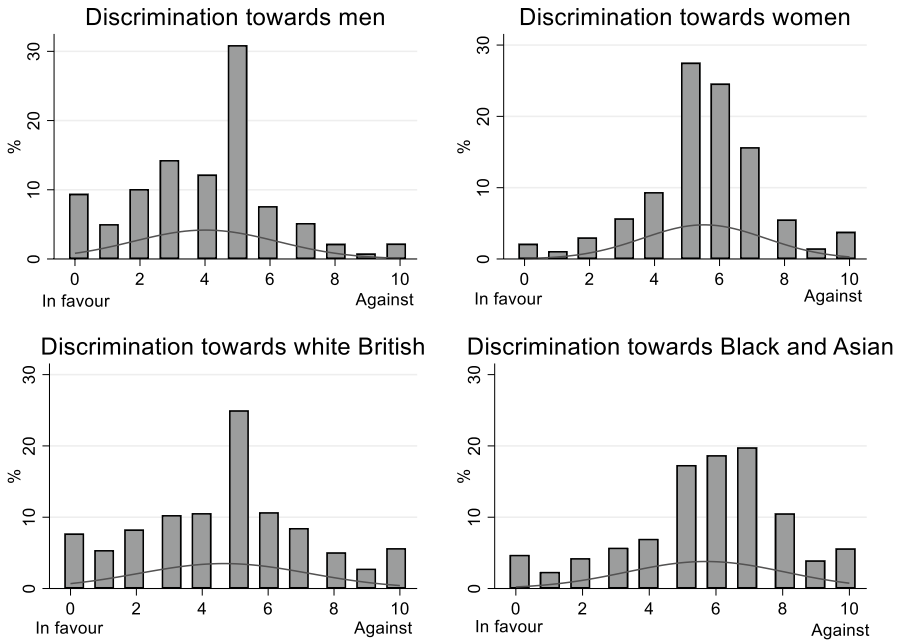 Discrimination towards men
30
20
10
0
%
0 2 4 6 8 10
In favour Against
Discrimination towards women
30
20
10
0
%
0 2 4 6 8 10
In favour Against
Discrimination towards white British
30
20
10
0
%
0 2 4 6 8 10
In favour Against
Discrimination towards Black and Asian
30
20
10
0
%
0 2 4 6 8 10
In favour Against